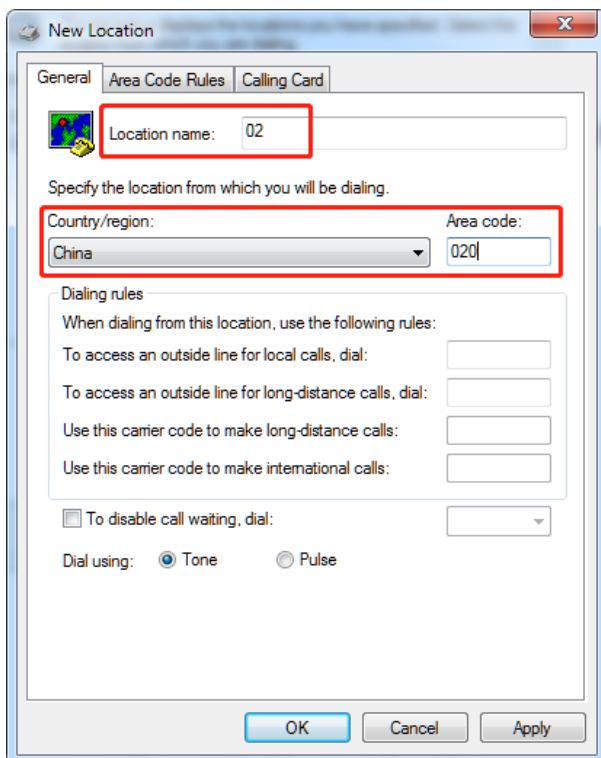 New Location
General Area Code Rules Calling Card
Location name: 02
Specify the location from which you will be dialing.
Country/region: Area code:
China 020
Dialing rules
When dialing from this location, use the following rules:
To access an outside line for local calls, dial:
To access an outside line for long-distance calls, dial:
Use this carrier code to make long-distance calls:
Use this carrier code to make international calls:
To disable call waiting, dial:
Dial using: Tone Pulse
OK Cancel Apply